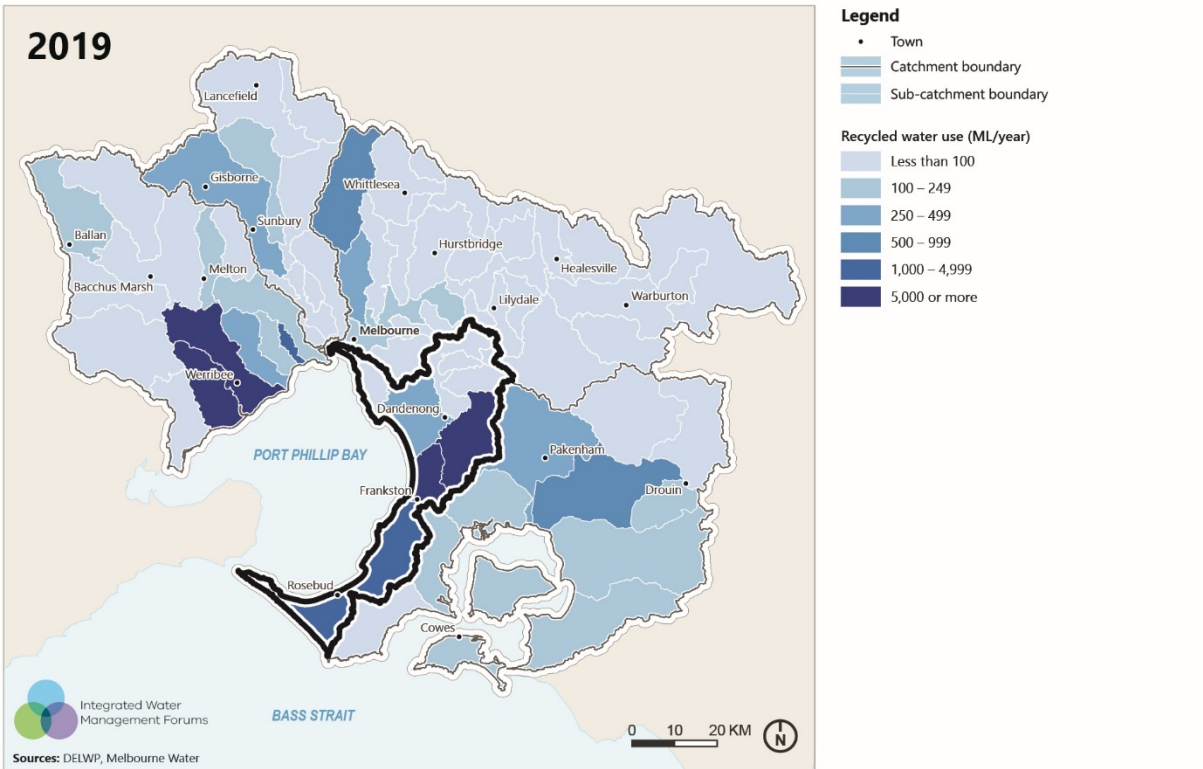 2019
Lancefield
Gisborne
Whittlesea
Sunbury
Ballan
Hurstbridge
Healesville
Melton
Bacchus Marsh
Lilydale
Warburton
Melbourne
Werribee
Dandenong
PORT PHILLIP BAY
Pakenham
Frankston
Drouin
Rosebud
Cowes
BASS STRAIT
Integrated Water
Management Forums
Sources: DELWP, Melbourne Water
0 10 20 KM
N
Legend
Town
Catchment boundary
Sub-catchment boundary
Recycled water use (ML/year)
Less than 100
100 – 249
250 – 499
500 – 999
1,000 – 4,999
5,000 or more